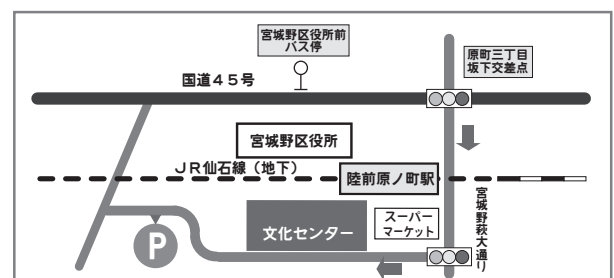 宮城野区役所前
バス停
原町三丁目
坂下交差点
国道４５号
宮城野区役所
ＪＲ仙石線（地下）
陸前原ノ町駅
宮城野萩大通り
スーパー
マーケット
文化センター
P